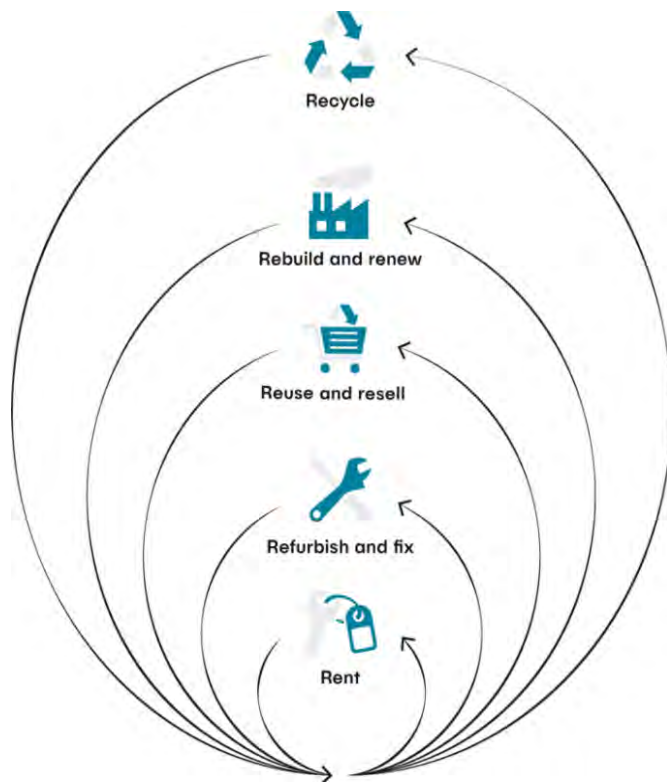 Recycle
Rebuild and renew
Reuse and resell
Refurbish and fix
Rent